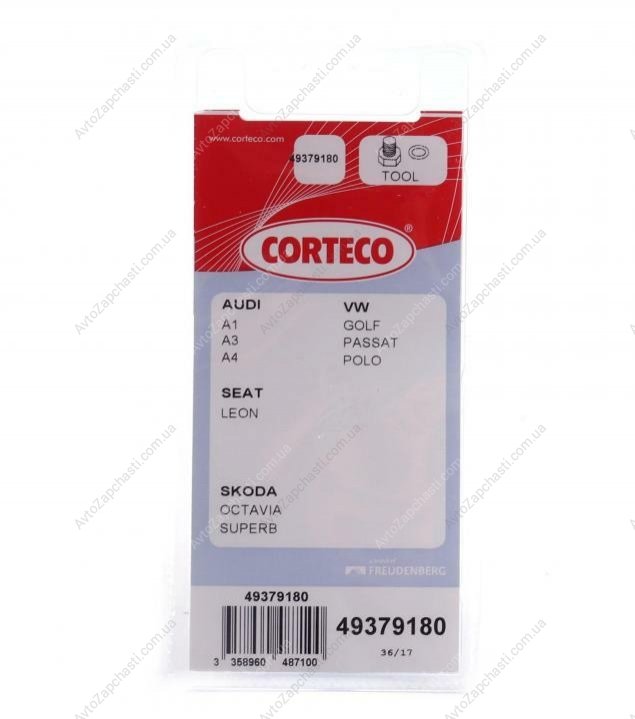 www.corteco.com
49379180
TOOL
CORTECO®
AUDI
A1
A3
A4
VW
GOLF
PASSAT
POLO
SEAT
LEON
SKODA
OCTAVIA
SUPERB
FREUDENBERG
49379180
3 358960 487100
49379180
36/17
AvtoZapchasti.com.ua